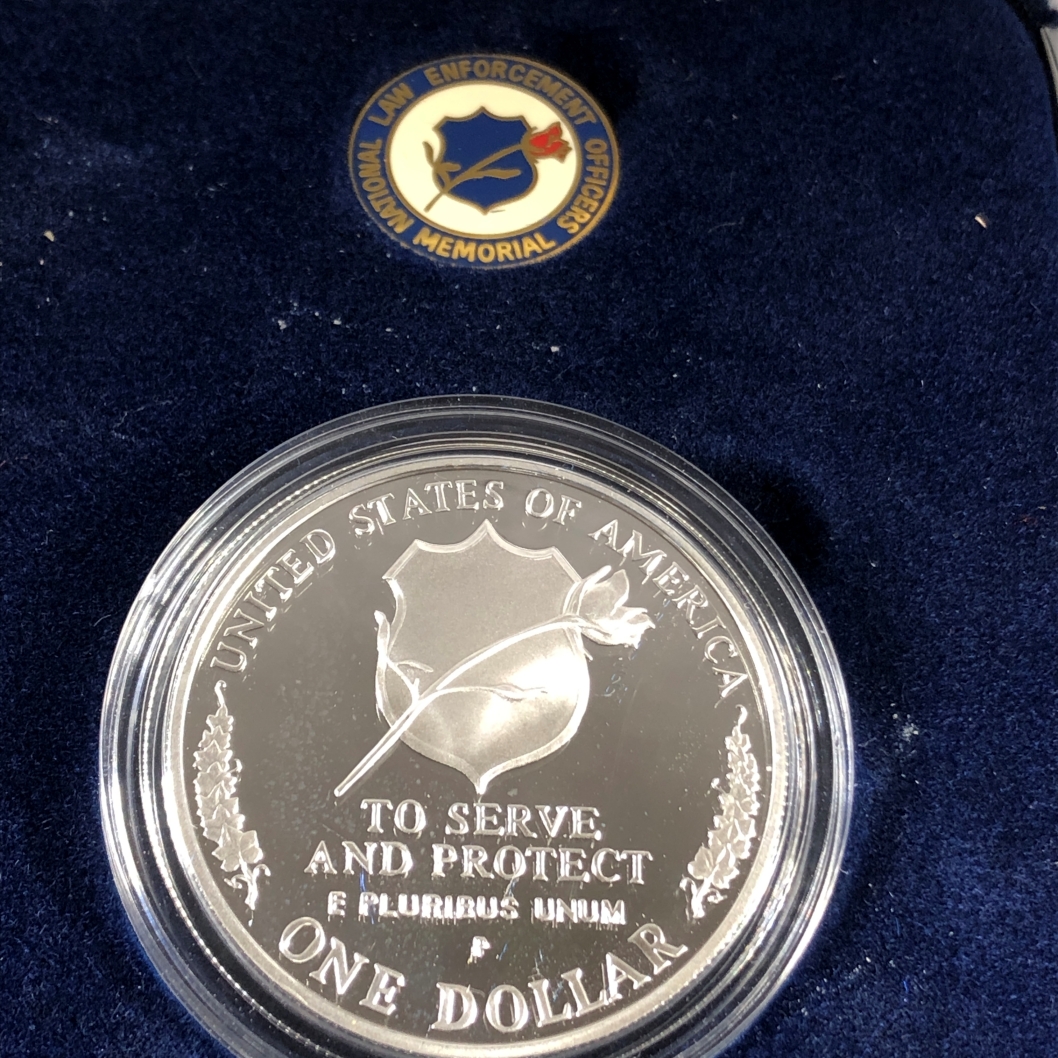 NATIONAL LAW ENFORCEMENT OFFICERS
MEMORIAL
UNITED STATES OF AMERICA
TO SERVE
AND PROTECT
E PLURIBUS UNUM
P
ONE DOLLAR